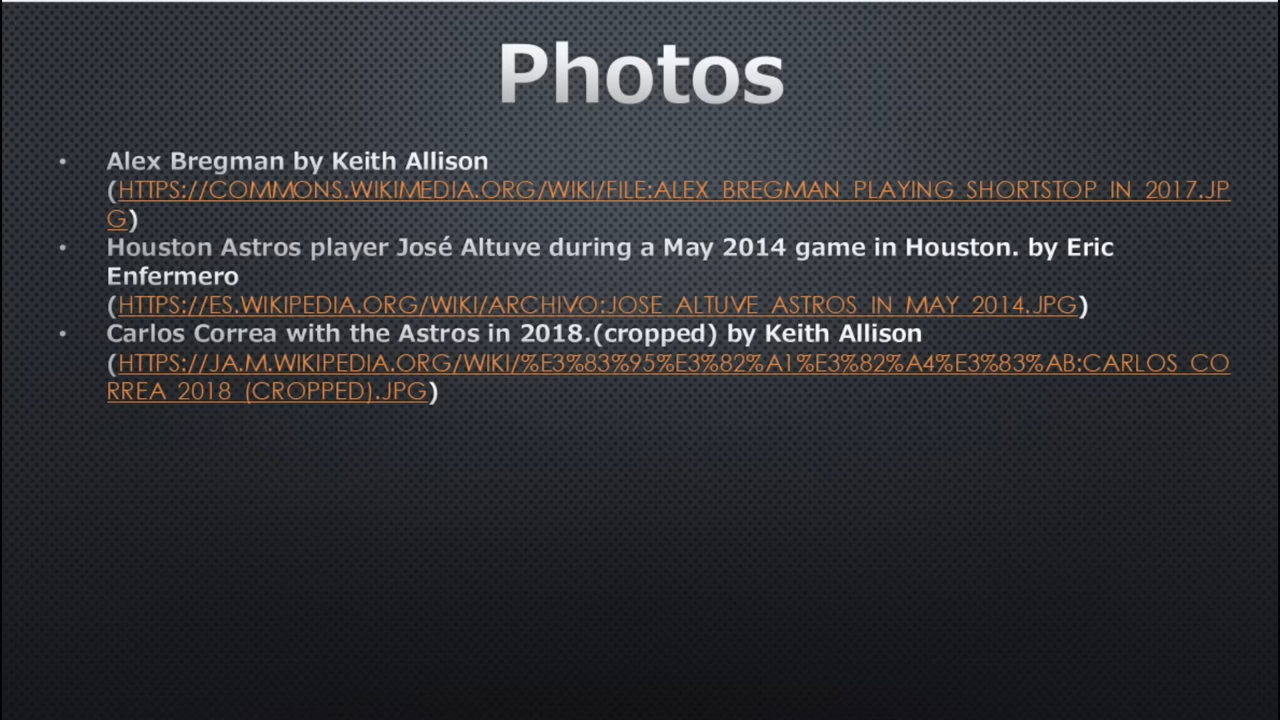 Photos
• Alex Bregman by Keith Allison
(HTTPS://COMMONS.WIKIMEDIA.ORG/WIKI/FILE:ALEX_BREGMAN_PLAYING_SHORTSTOP_IN_2017.JP
G)
• Houston Astros player José Altuve during a May 2014 game in Houston. by Eric
Enfermero
(HTTPS://ES.WIKIPEDIA.ORG/WIKI/ARCHIVO:JOSE_ALTUVE_ASTROS_IN_MAY_2014.JPG)
• Carlos Correa with the Astros in 2018.(cropped) by Keith Allison
(HTTPS://JA.M.WIKIPEDIA.ORG/WIKI/%E3%83%95%E3%82%A1%E3%82%A4%E3%83%AB:CARLOS_CO
RREA_2018_(CROPPED).JPG)